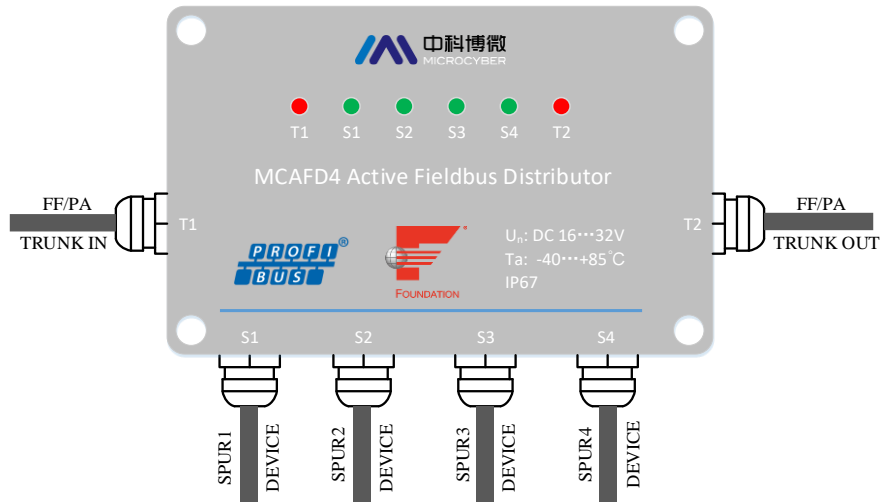 中科博微
MICROCYBER
T1 S1 S2 S3 S4 T2
MCAFD4 Active Fieldbus Distributor
FF/PA
TRUNK IN
T1
T2
FF/PA
TRUNK OUT
PROFI®
BUS
FOUNDATION
®
Un: DC 16···32V
Ta: -40···+85℃
IP67
S1 S2 S3 S4
SPUR1
DEVICE
SPUR2
DEVICE
SPUR3
DEVICE
SPUR4
DEVICE